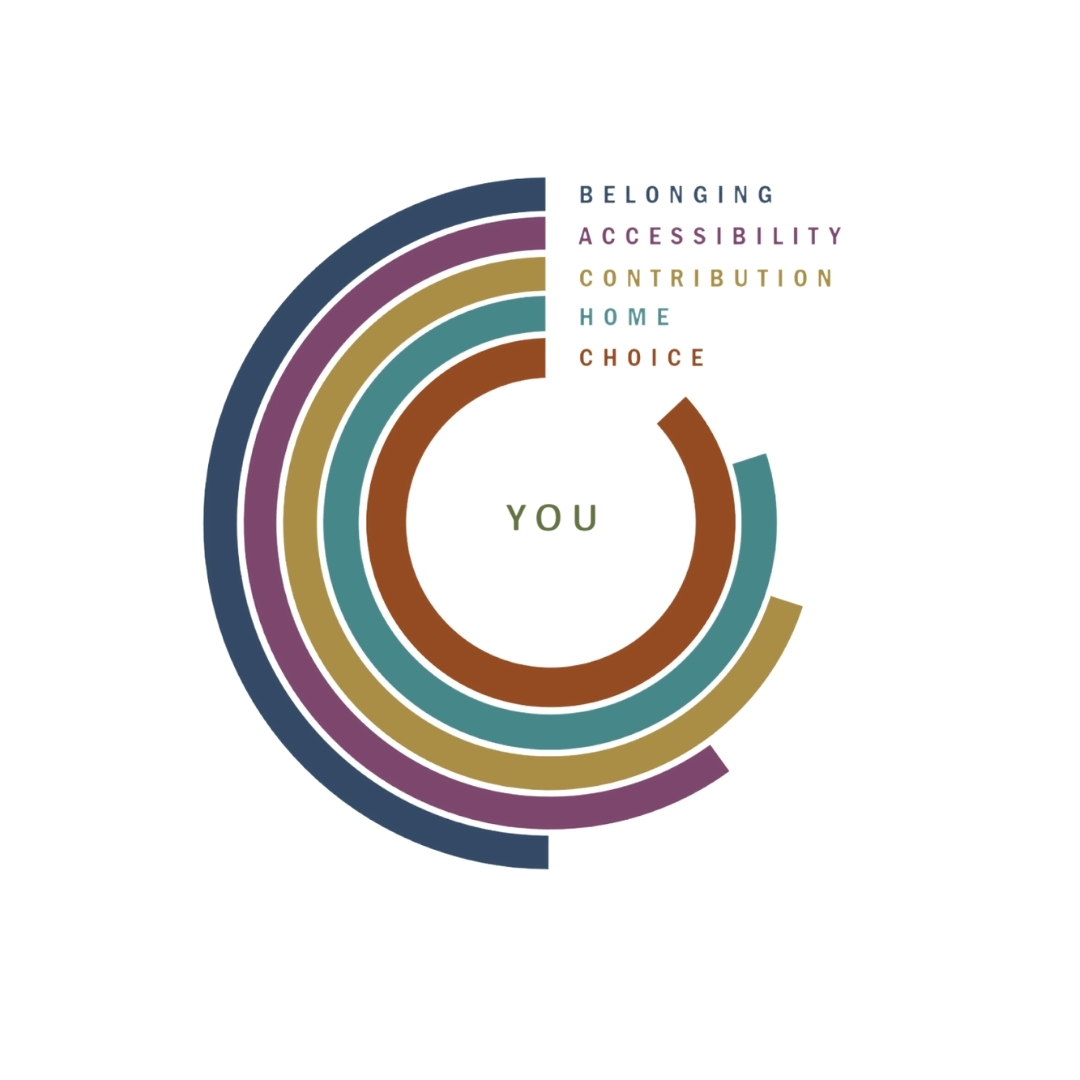 BELONGING
ACCESSIBILITY
CONTRIBUTION
HOME
CHOICE
YOU